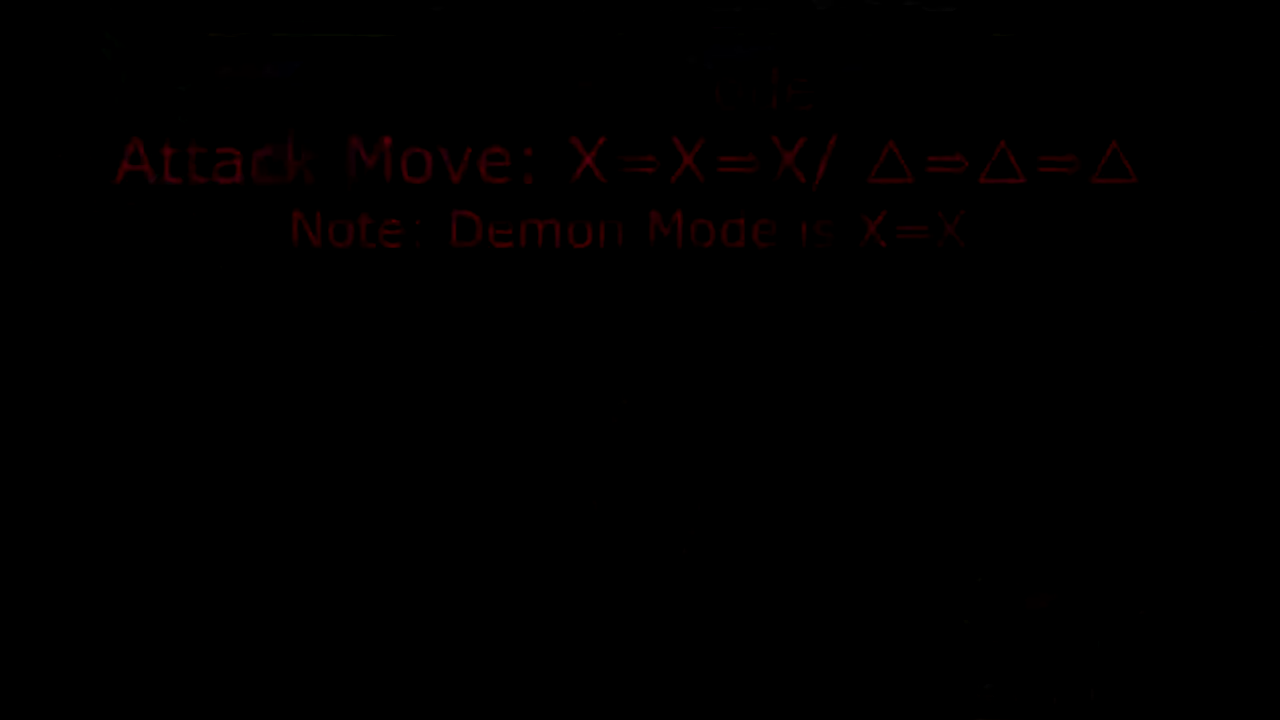 Attack Move: X⇒X⇒X/ △⇒△⇒△
Note: Demon Mode is X=X